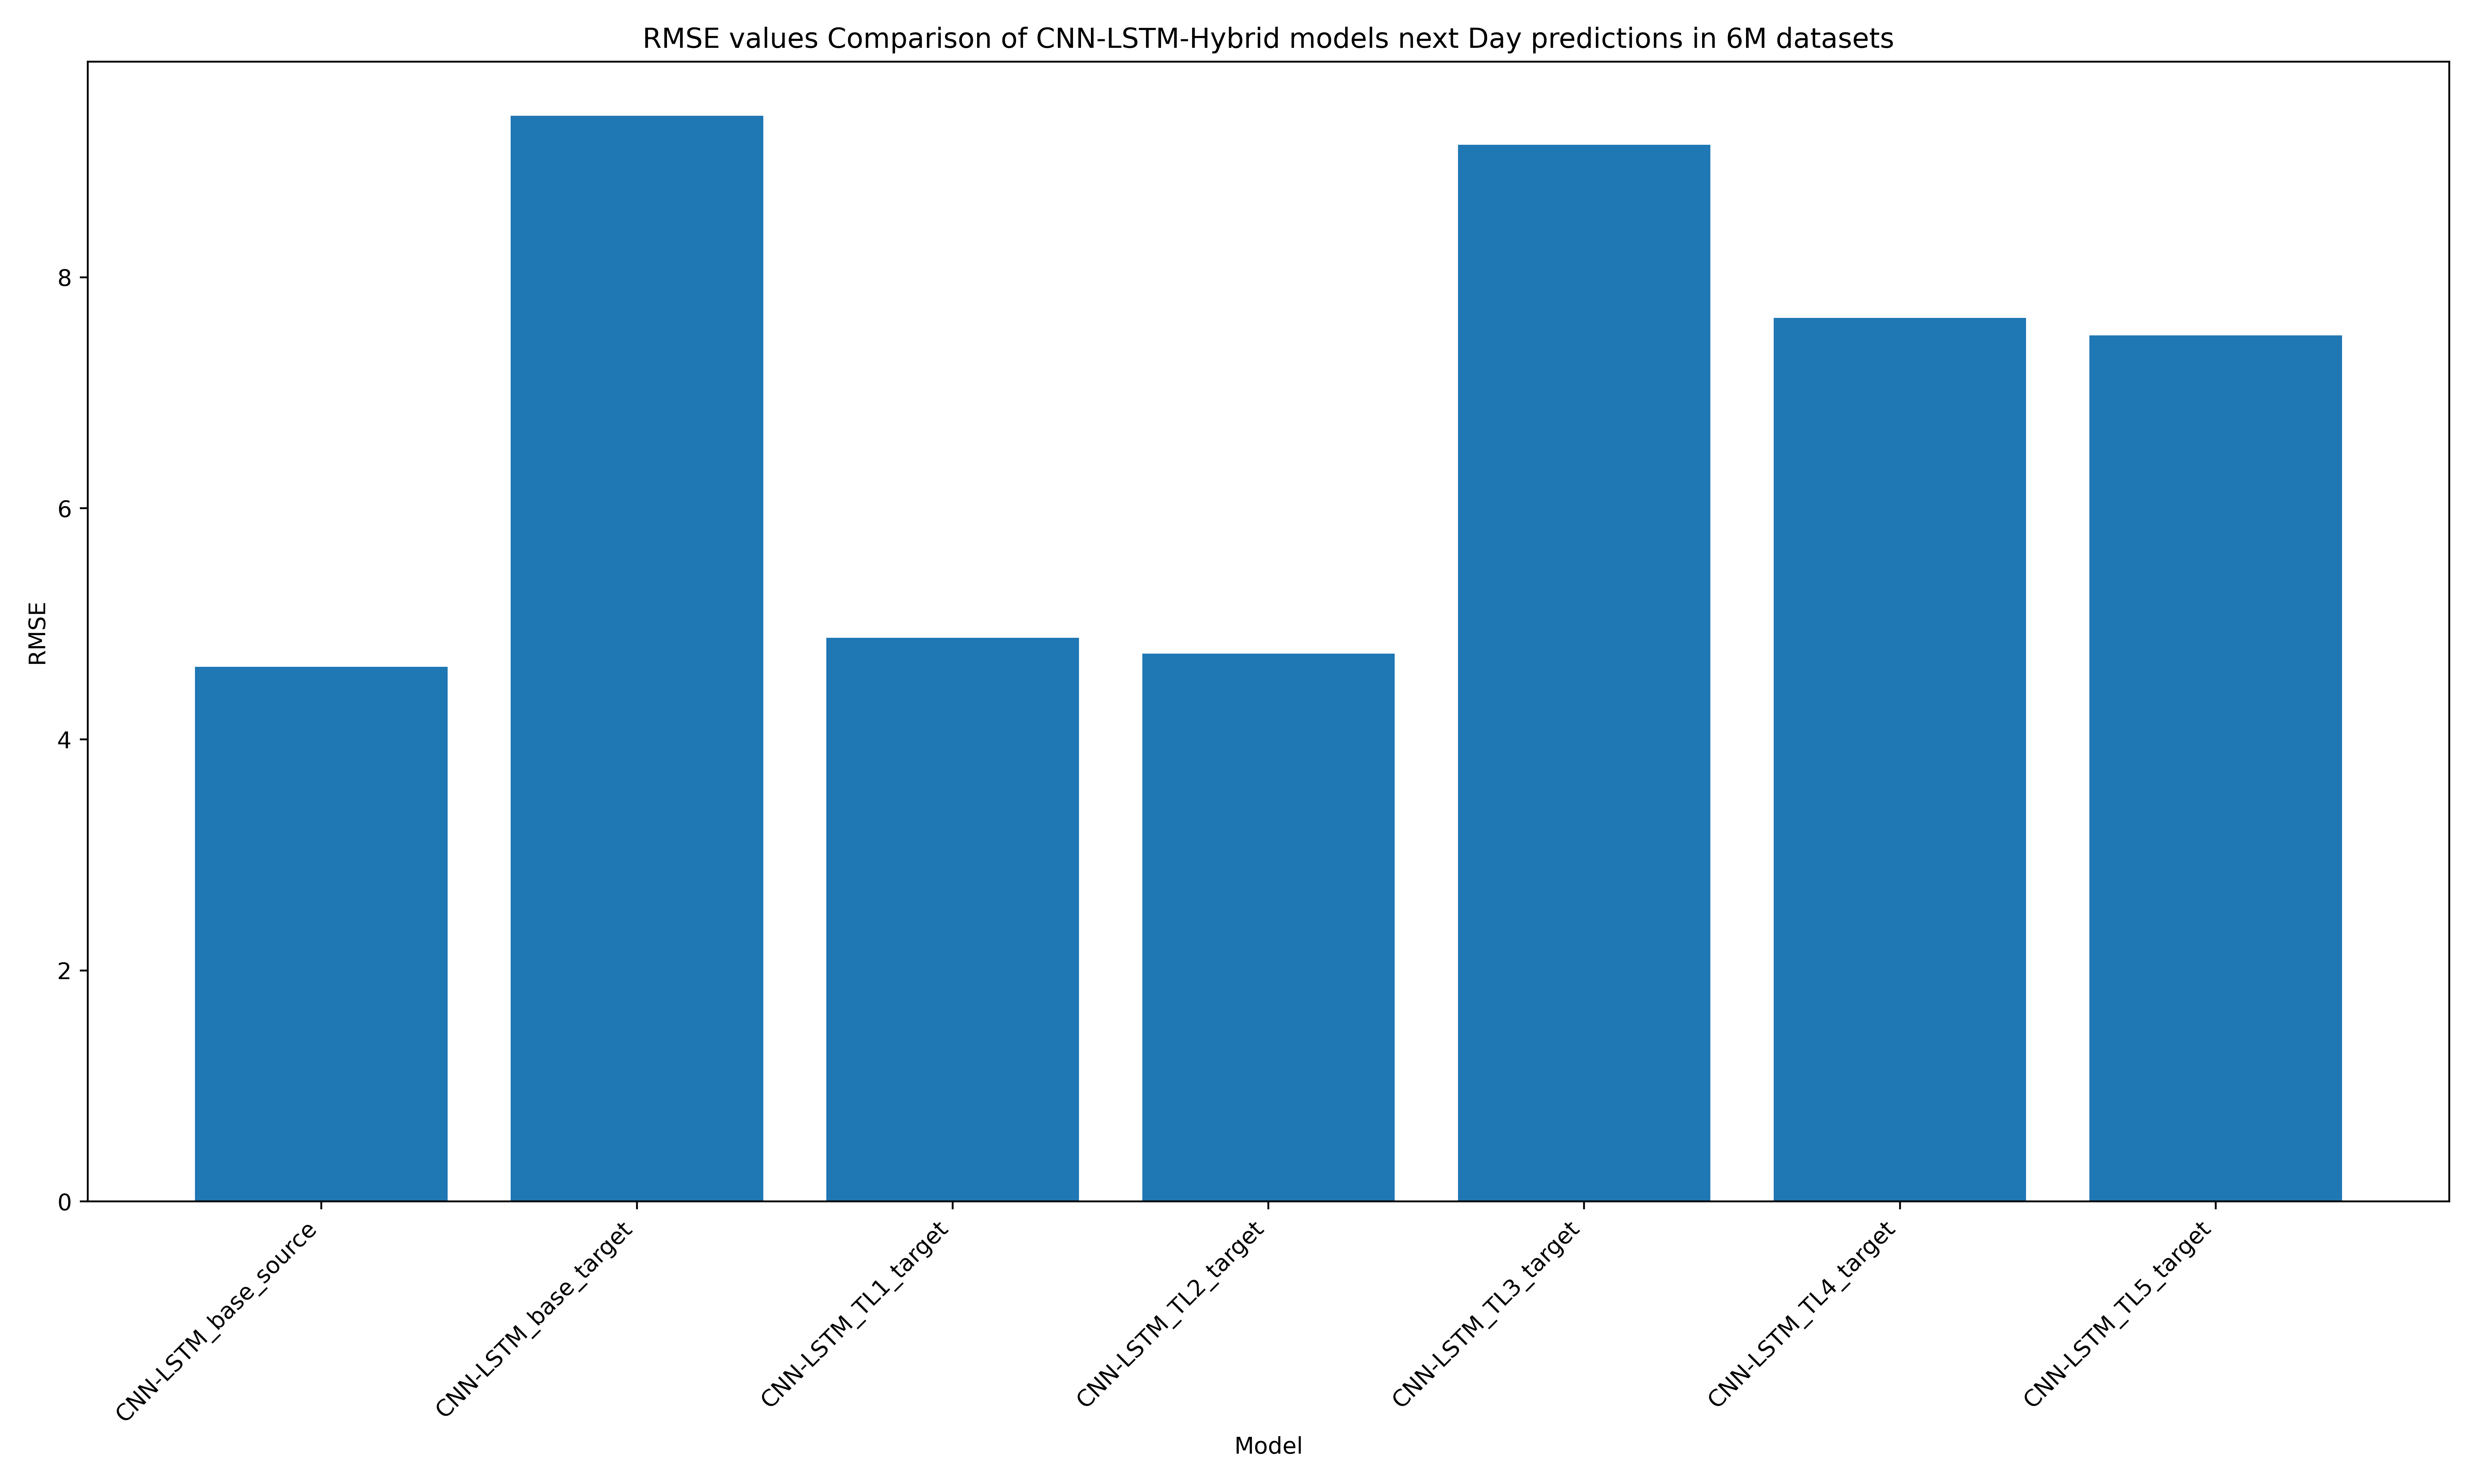 RMSE values Comparison of CNN-LSTM-Hybrid models next Day predictions in 6M datasets
RMSE
8
6
4
2
0
CNN-LSTM_base_source
CNN-LSTM_base_target
CNN-LSTM_TL1_target
CNN-LSTM_TL2_target
CNN-LSTM_TL3_target
CNN-LSTM_TL4_target
CNN-LSTM_TL5_target
Model